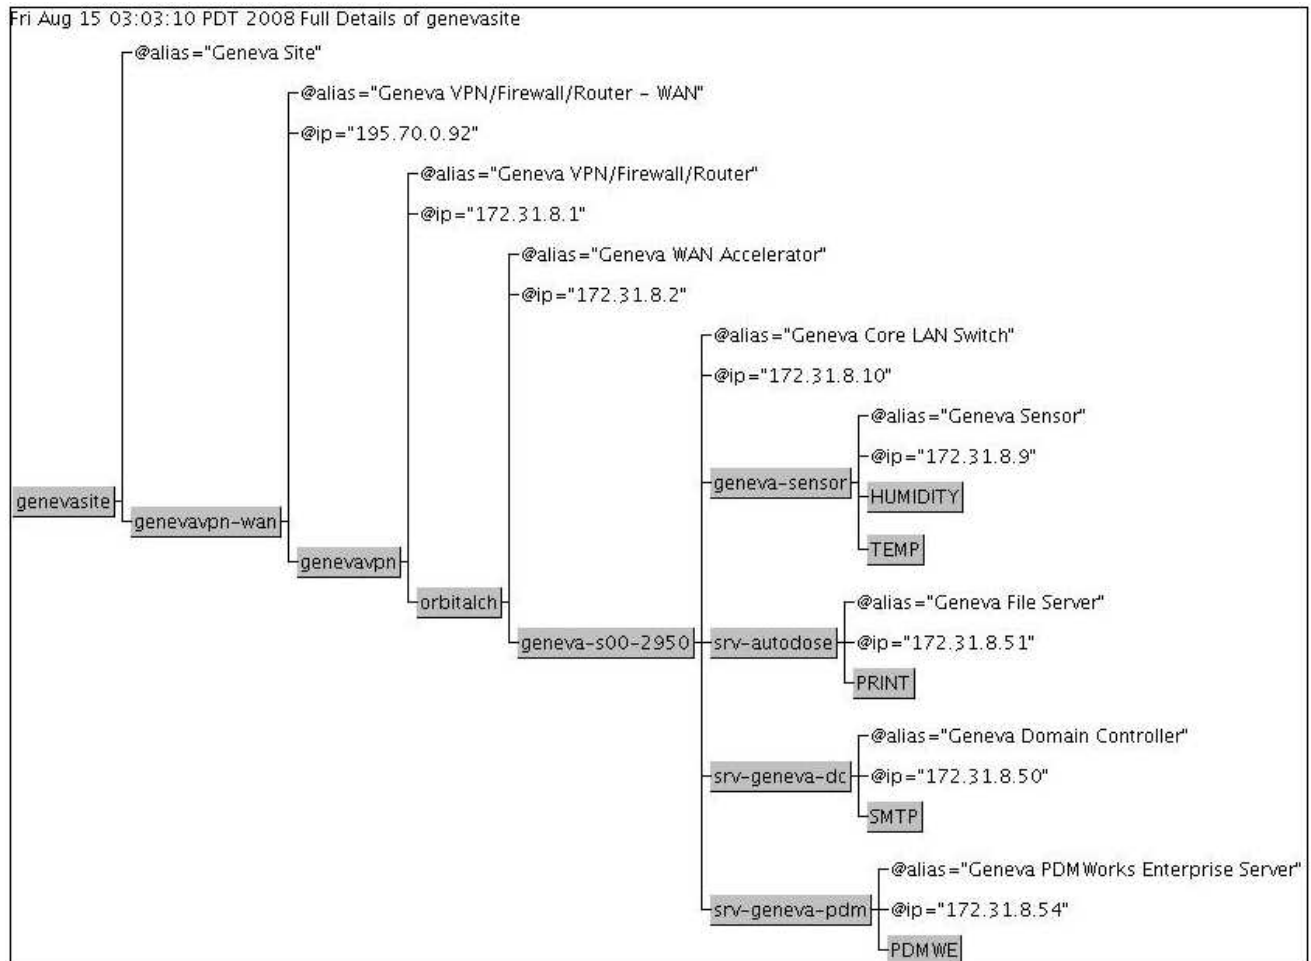 Fri Aug 15 03:03:10 PDT 2008 Full Details of genevasite
@alias="Geneva Site"
@alias="Geneva VPN/Firewall/Router - WAN"
@ip="195.70.0.92"
@alias="Geneva VPN/Firewall/Router"
@ip="172.31.8.1"
@alias="Geneva WAN Accelerator"
@ip="172.31.8.2"
@alias="Geneva Core LAN Switch"
@ip="172.31.8.10"
@alias="Geneva Sensor"
@ip="172.31.8.9"
geneva-sensor
HUMIDITY
genevasite
genevavpn-wan
TEMP
genevavpn
orbitalch
@alias="Geneva File Server"
geneva-s00-2950
srv-autodose
@ip="172.31.8.51"
PRINT
@alias="Geneva Domain Controller"
srv-geneva-dc
@ip="172.31.8.50"
SMTP
@alias="Geneva PDMWorks Enterprise Server"
srv-geneva-pdm
@ip="172.31.8.54"
PDMWE